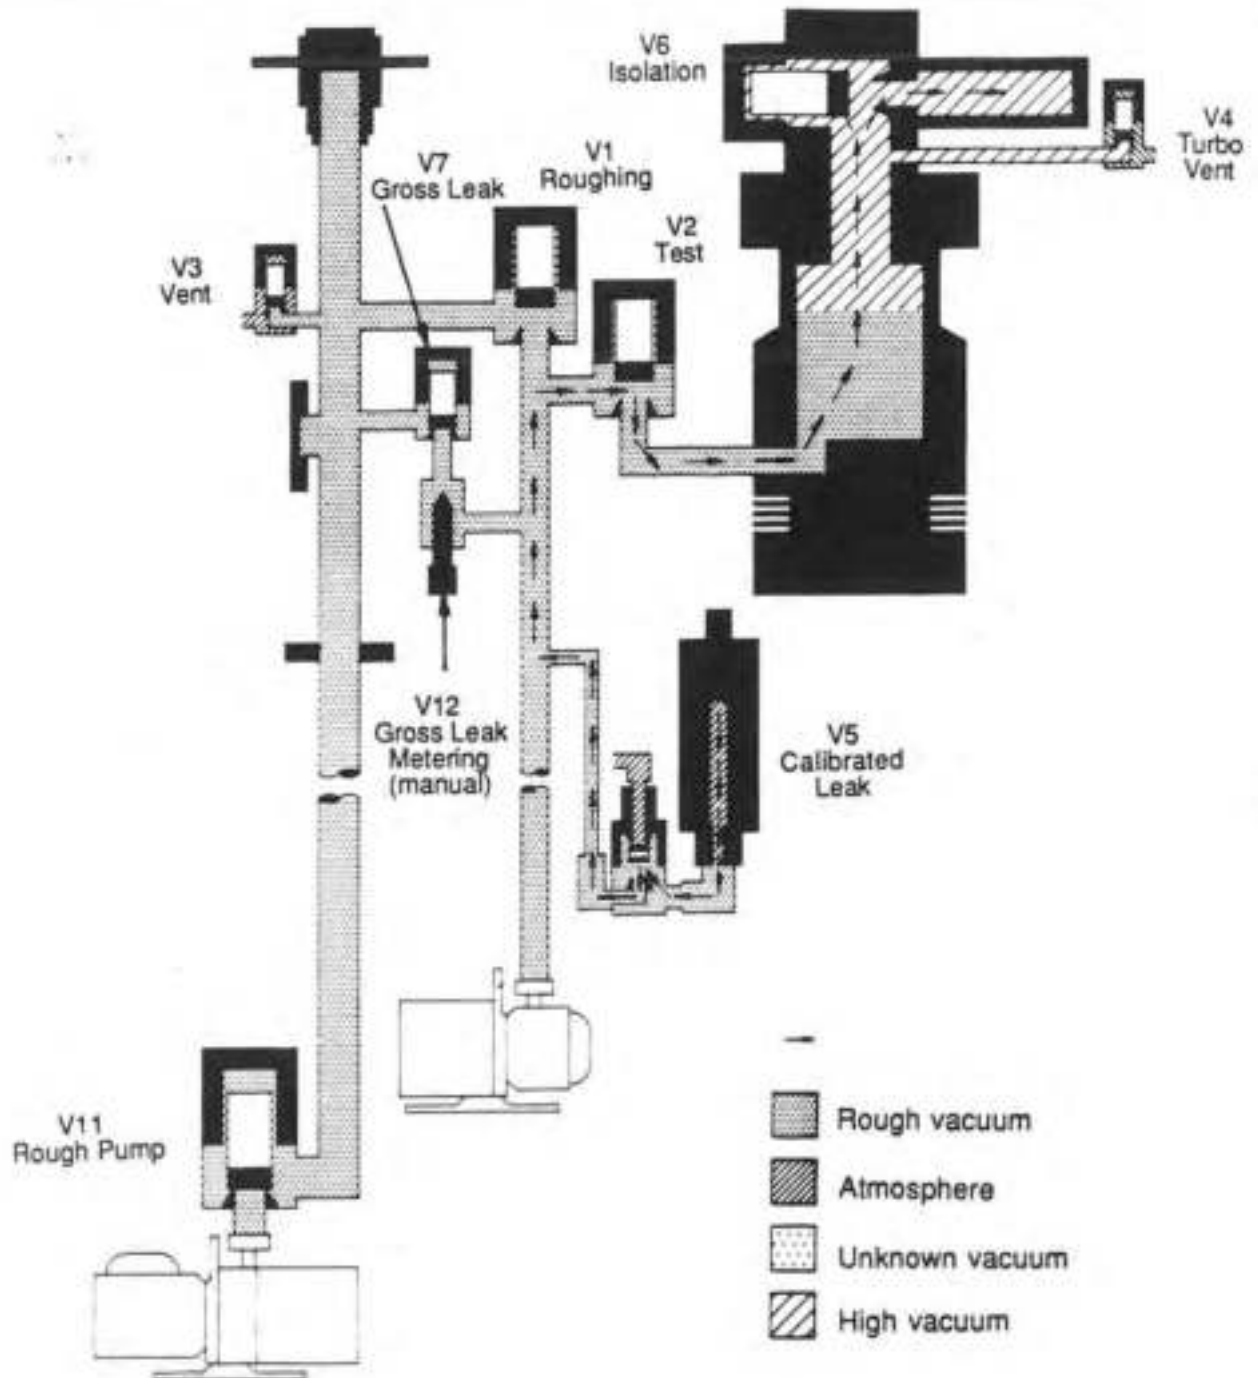 V6
Isolation
V4
Turbo
Vent
V1
Roughing
V7
Gross Leak
V2
Test
V3
Vent
V12
Gross Leak
Metering
(manual)
V5
Calibrated
Leak
V11
Rough Pump
Rough vacuum
Atmosphere
Unknown vacuum
High vacuum